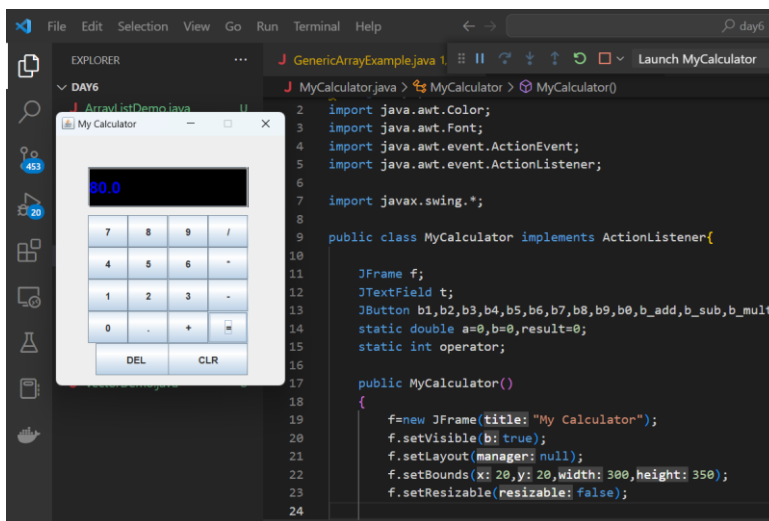 File Edit Selection View Go Run Terminal Help
day6
EXPLORER
DAY6
ArrayListDemo.java U
GenericArrayExample.java 1
Launch MyCalculator
MyCalculator.java > MyCalculator > MyCalculator()
453
20
My Calculator
80.0
7 8 9 /
4 5 6
1 2 3 -
0 . + =
DEL CLR
2 import java.awt.Color;
3 import java.awt.Font;
4 import java.awt.event.ActionEvent;
5 import java.awt.event.ActionListener;
6
7 import javax.swing.*;
8
9 public class MyCalculator implements ActionListener{
10
11 JFrame f;
12 JTextField t;
13 JButton b1,b2,b3,b4,b5,b6,b7,b8,b9,b0,b_add,b_sub,b_mult
14 static double a=0,b=0,result=0;
15 static int operator;
16
17 public MyCalculator()
18 {
19 f=new JFrame(title:"My Calculator");
20 f.setVisible(b:true);
21 f.setLayout(manager:null);
22 f.setBounds(x:20,y:20,width:300,height:350);
23 f.setResizable(resizable:false);
24